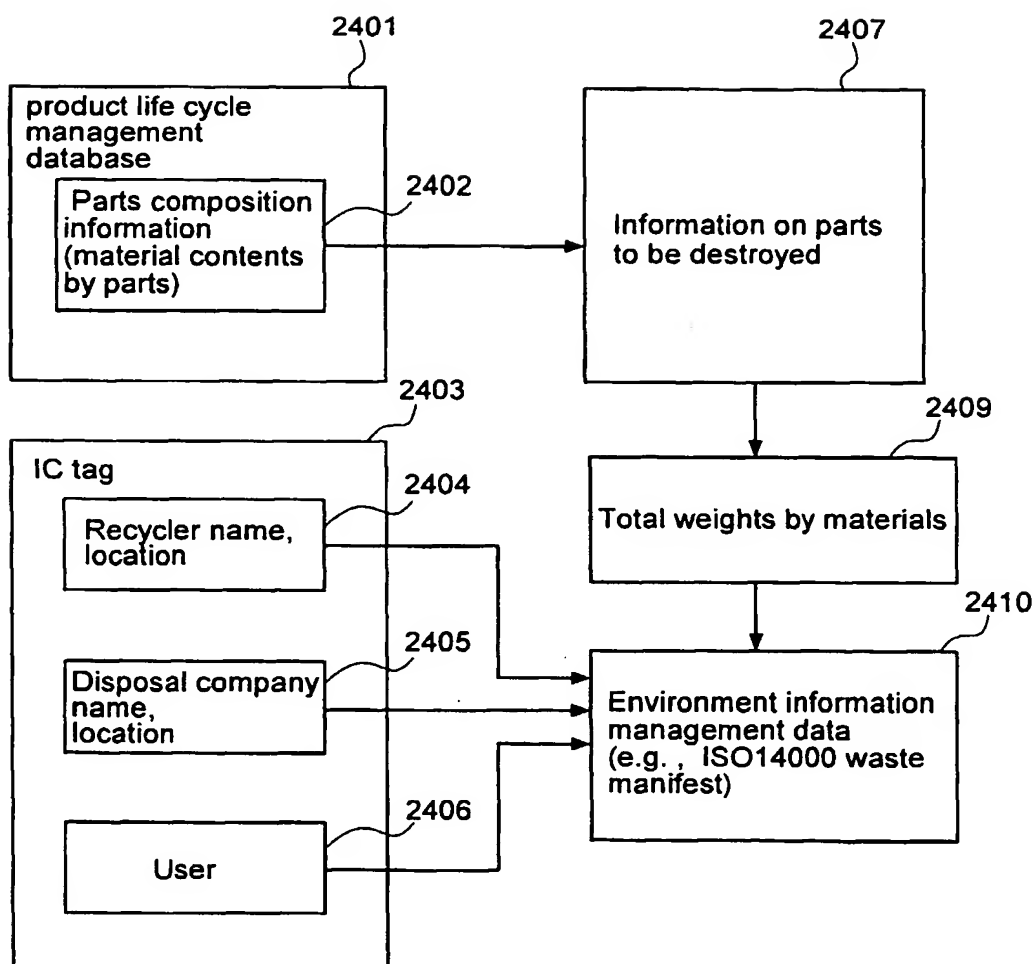 2401
product life cycle
management
database
2402
Parts composition
information
(material contents
by parts)
2407
Information on parts
to be destroyed
2403
IC tag
2404
Recycler name,
location
2405
Disposal company
name,
location
2406
User
2409
Total weights by materials
2410
Environment information
management data
(e.g. , ISO14000 waste
manifest)